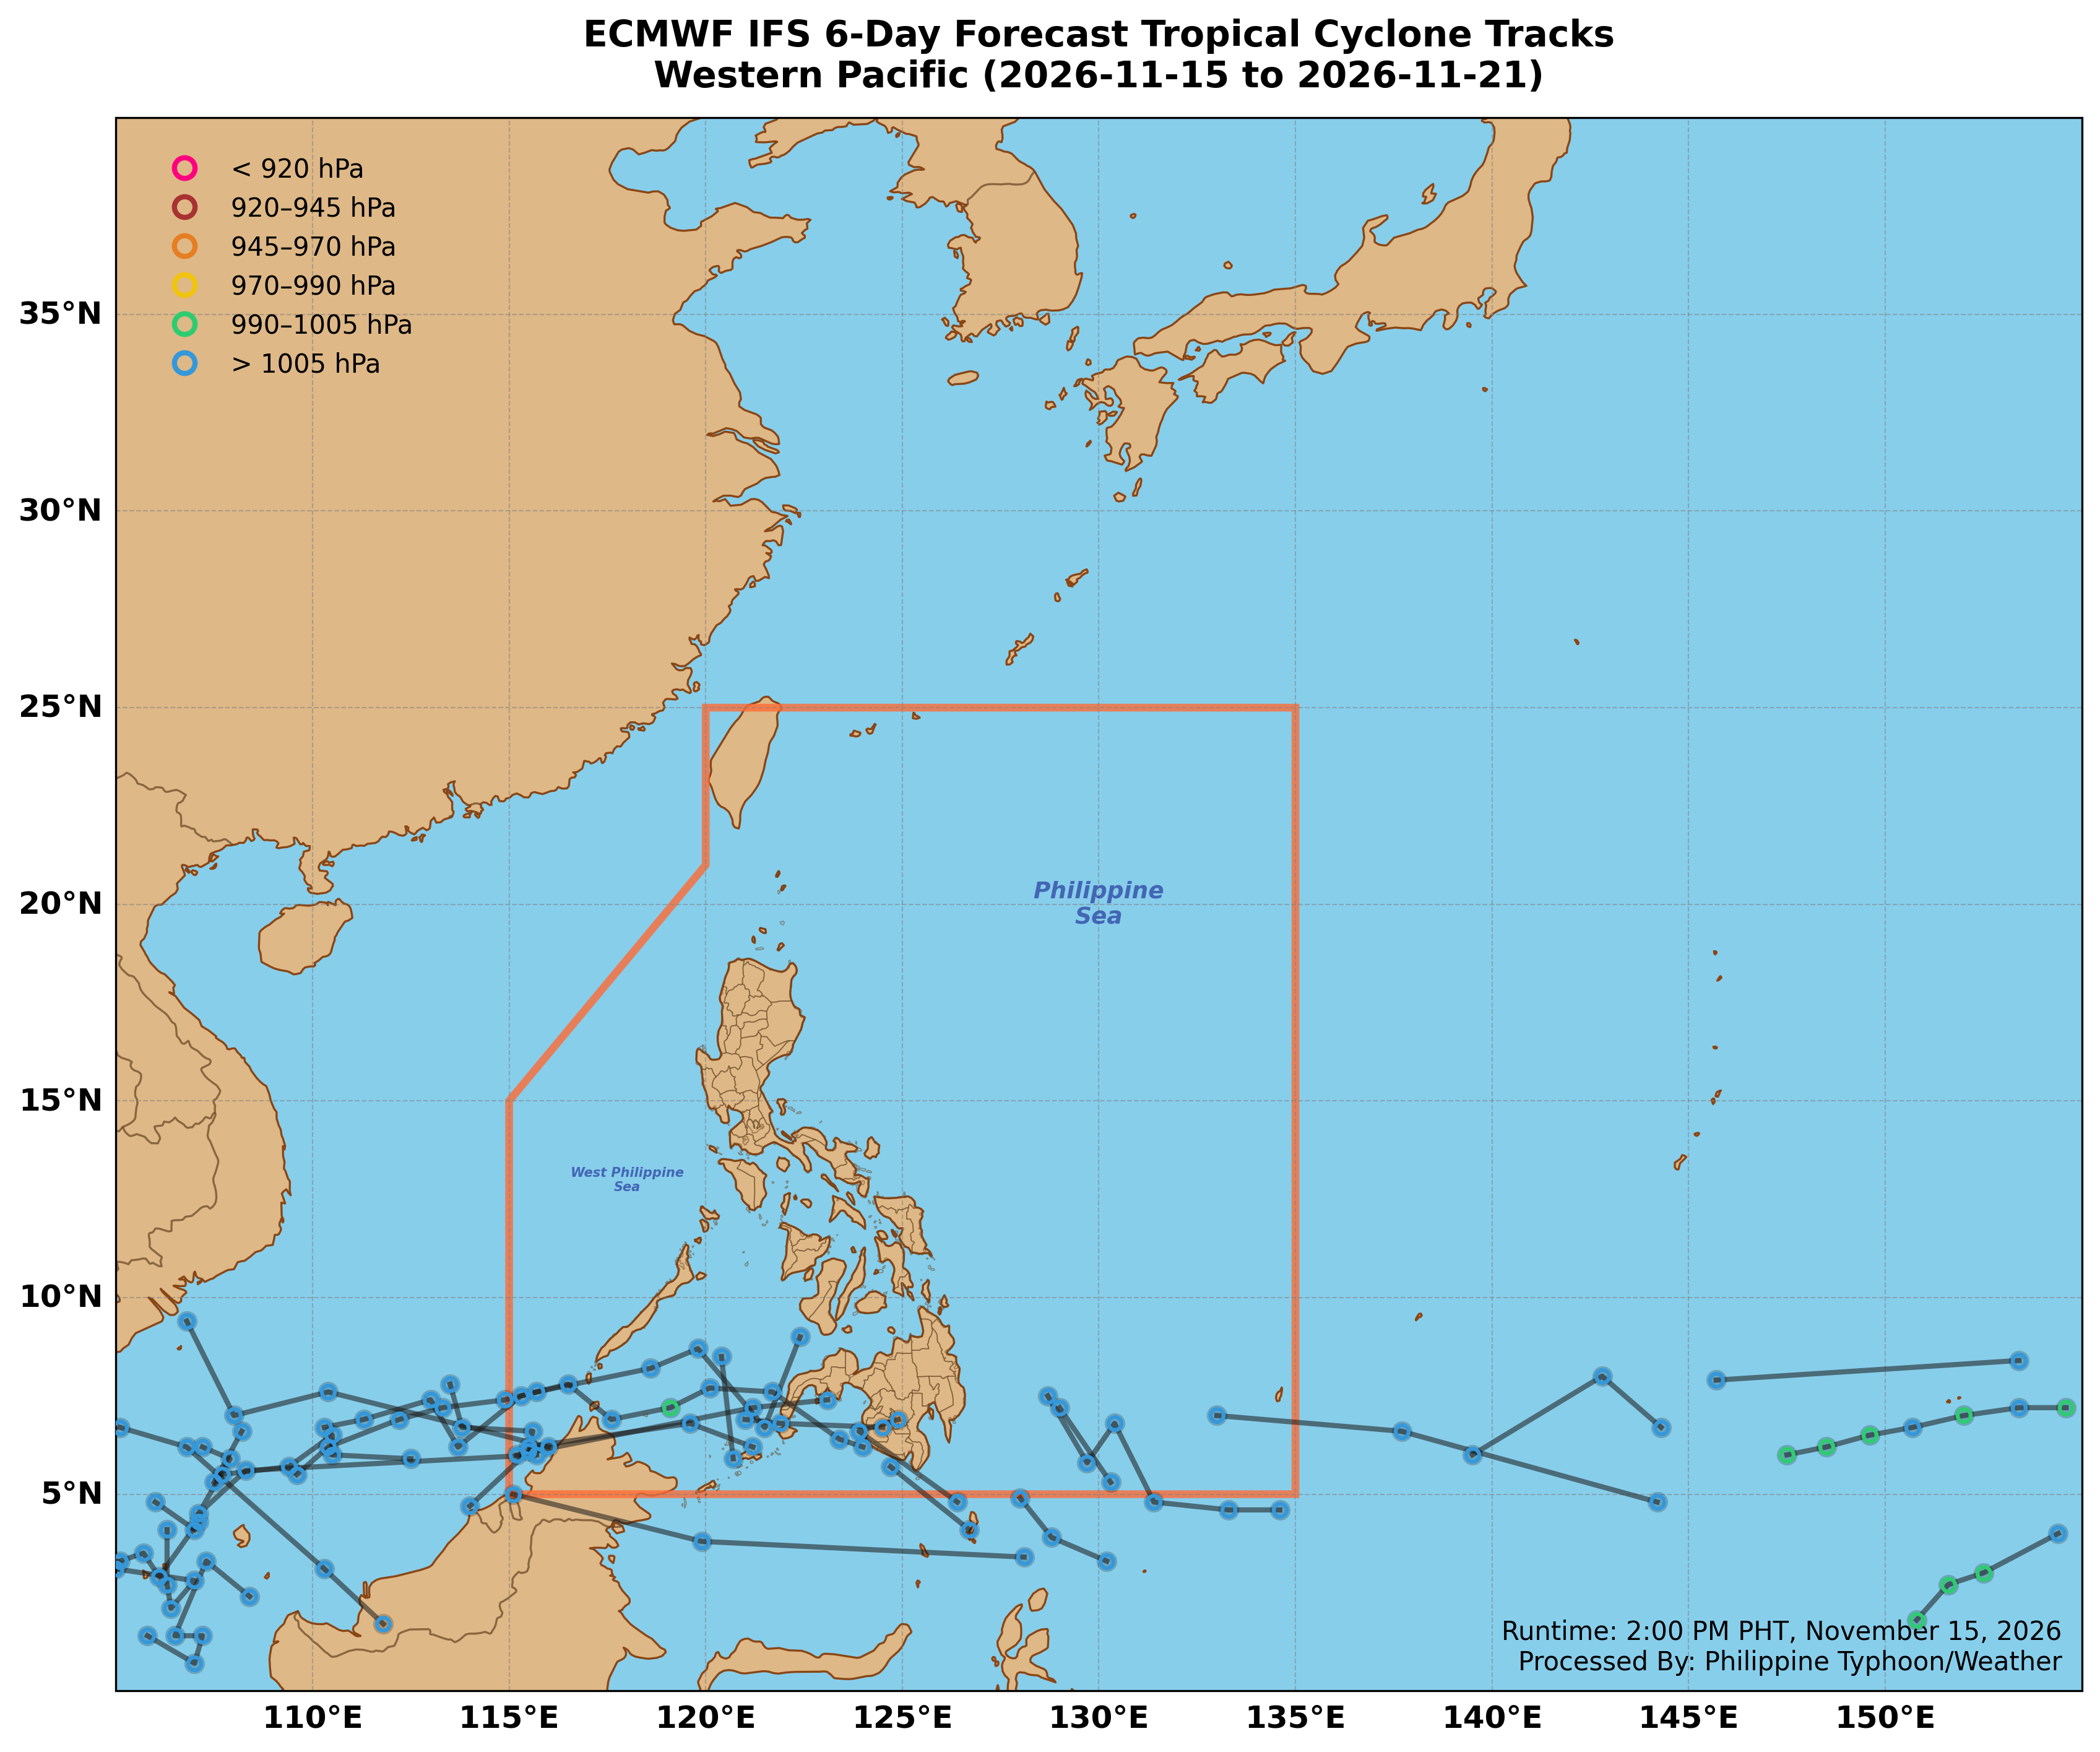 ECMWF IFS 6-Day Forecast Tropical Cyclone Tracks
Western Pacific (2026-11-15 to 2026-11-21)
< 920 hPa
920–945 hPa
945–970 hPa
970–990 hPa
990–1005 hPa
> 1005 hPa
35°N
30°N
25°N
20°N
15°N
10°N
5°N
Philippine
Sea
West Philippine
Sea
Runtime: 2:00 PM PHT, November 15, 2026
Processed By: Philippine Typhoon/Weather
110°E
115°E
120°E
125°E
130°E
135°E
140°E
145°E
150°E